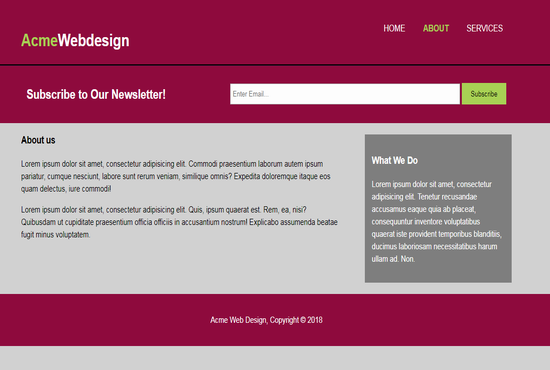 AcmeWebdesign
HOME ABOUT SERVICES
Subscribe to Our Newsletter!
Enter Email...
Subscribe
About us
Lorem ipsum dolor sit amet, consectetur adipisicing elit. Commodi praesentium laborum autem ipsum
pariatur, cumque nesciunt, labore sunt rerum veniam, similique omnis? Expedita doloremque itaque eos
quam delectus, iure commodi!
Lorem ipsum dolor sit amet, consectetur adipisicing elit. Quis, ipsum quaerat est. Rem, ea, nisi?
Quibusdam ut cupiditate praesentium officia officiis in accusantium nostrum! Explicabo assumenda beatae
fugit minus voluptatem.
What We Do
Lorem ipsum dolor sit amet, consectetur
adipisicing elit. Tenetur recusandae
accusamus eaque quia ab placeat,
consequuntur inventore voluptatibus
quaerat iste provident temporibus blanditiis,
ducimus laboriosam necessitatibus harum
ullam ad. Non.
Acme Web Design, Copyright © 2018